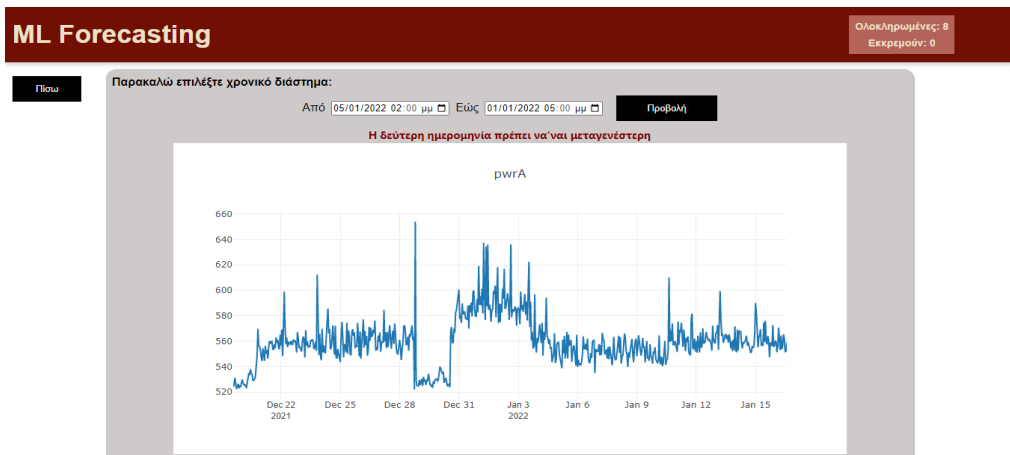 ML Forecasting
Ολοκληρωμένες: 8
Εκκρεμούν: 0
Πίσω
Παρακαλώ επιλέξτε χρονικό διάστημα:
Από 05/01/2022 02:00 μμ Εώς 01/01/2022 05:00 μμ Προβολή
Η δεύτερη ημερομηνία πρέπει να'ναι μεταγενέστερη
pwrA
660
640
620
600
580
560
540
520
Dec 22 Dec 25 Dec 28 Dec 31 Jan 3 Jan 6 Jan 9 Jan 12 Jan 15
2021 2022